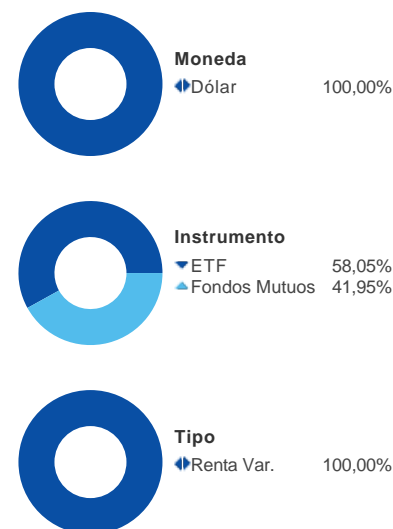 Moneda
Dólar 100,00%
Instrumento
ETF 58,05%
Fondos Mutuos 41,95%
Tipo
Renta Var. 100,00%